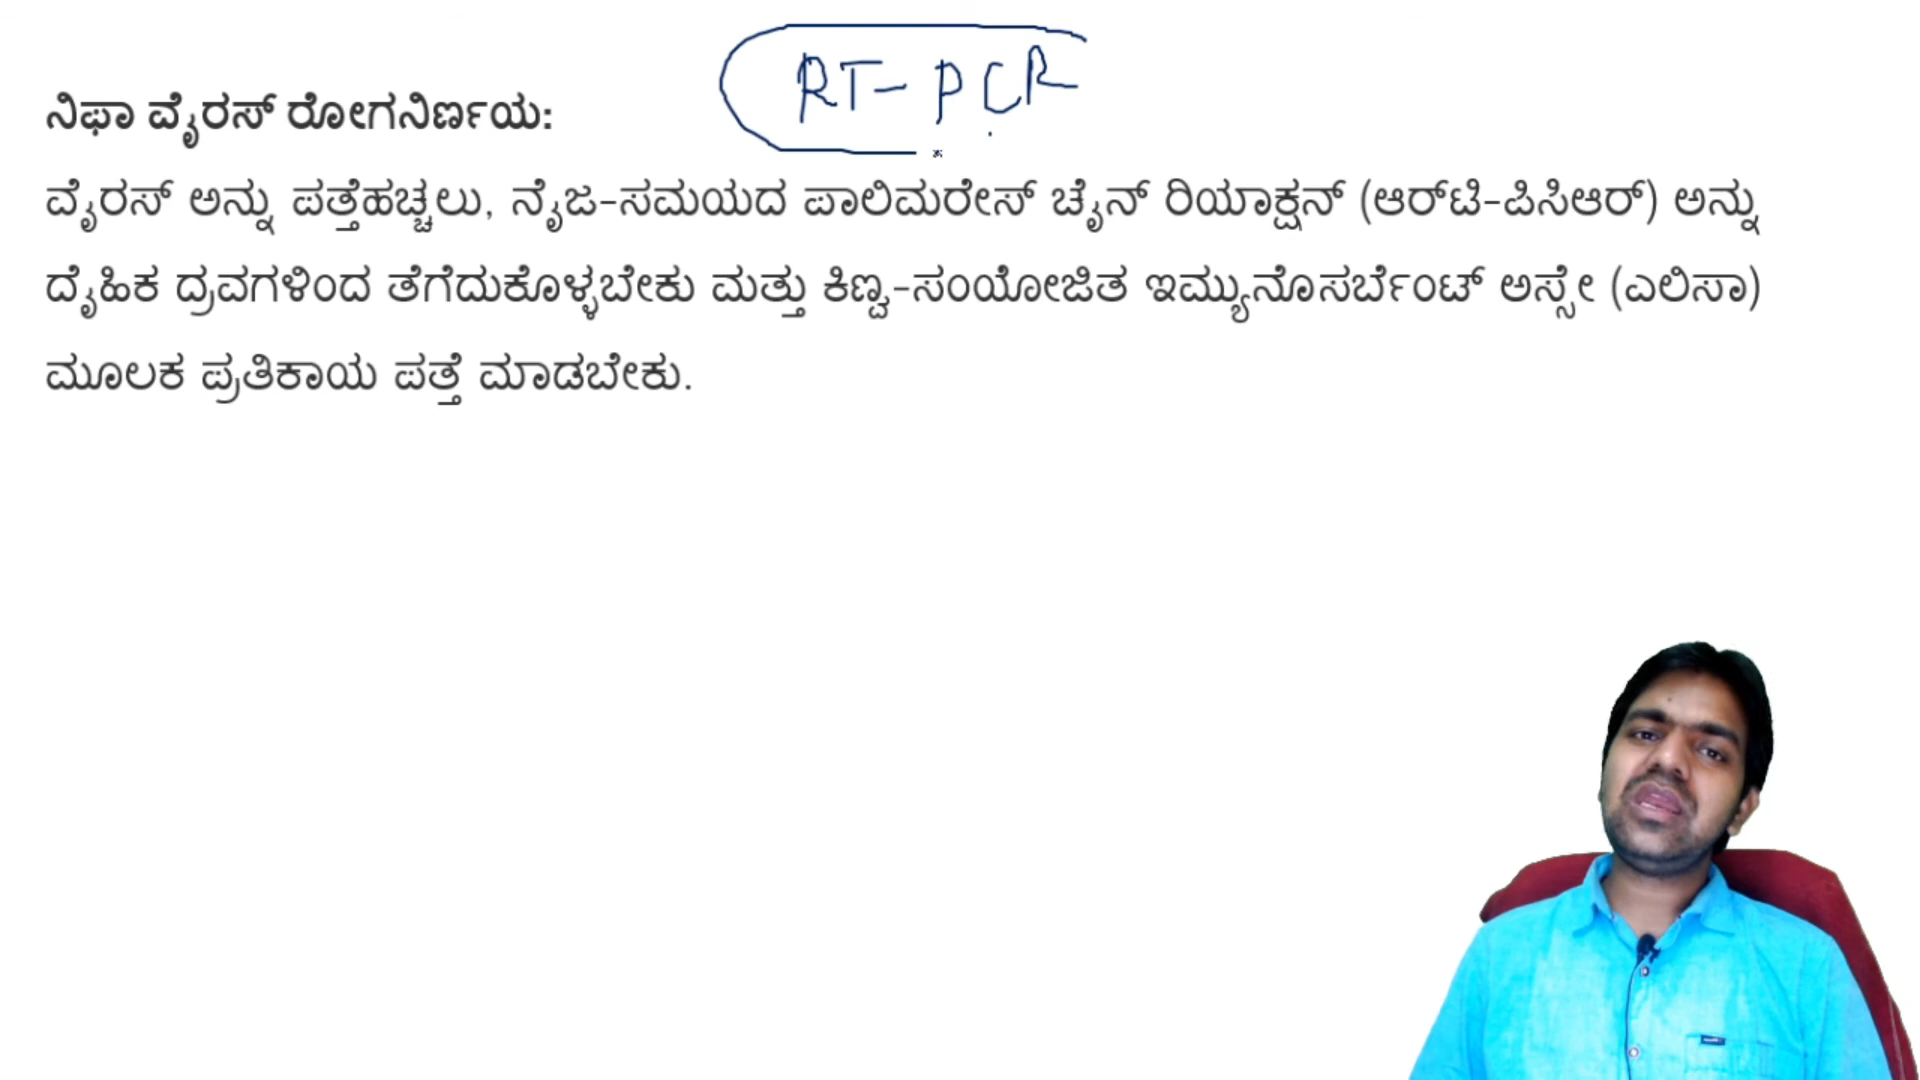 RT-PCR
ನಿಫಾ ವೈರಸ್ ರೋಗನಿರ್ಣಯ:
ವೈರಸ್ ಅನ್ನು ಪತ್ತೆಹಚ್ಚಲು, ನೈಜ-ಸಮಯದ ಪಾಲಿಮರೇಸ್ ಚೈನ್ ರಿಯಾಕ್ಷನ್ (ಆರ್‌ಟಿ-ಪಿಸಿಆರ್) ಅನ್ನು
ದೈಹಿಕ ದ್ರವಗಳಿಂದ ತೆಗೆದುಕೊಳ್ಳಬೇಕು ಮತ್ತು ಕಿಣ್ವ-ಸಂಯೋಜಿತ ಇಮ್ಯುನೊಸರ್ಬೆಂಟ್ ಅಸ್ಸೇ (ಎಲಿಸಾ)
ಮೂಲಕ ಪ್ರತಿಕಾಯ ಪತ್ತೆ ಮಾಡಬೇಕು.